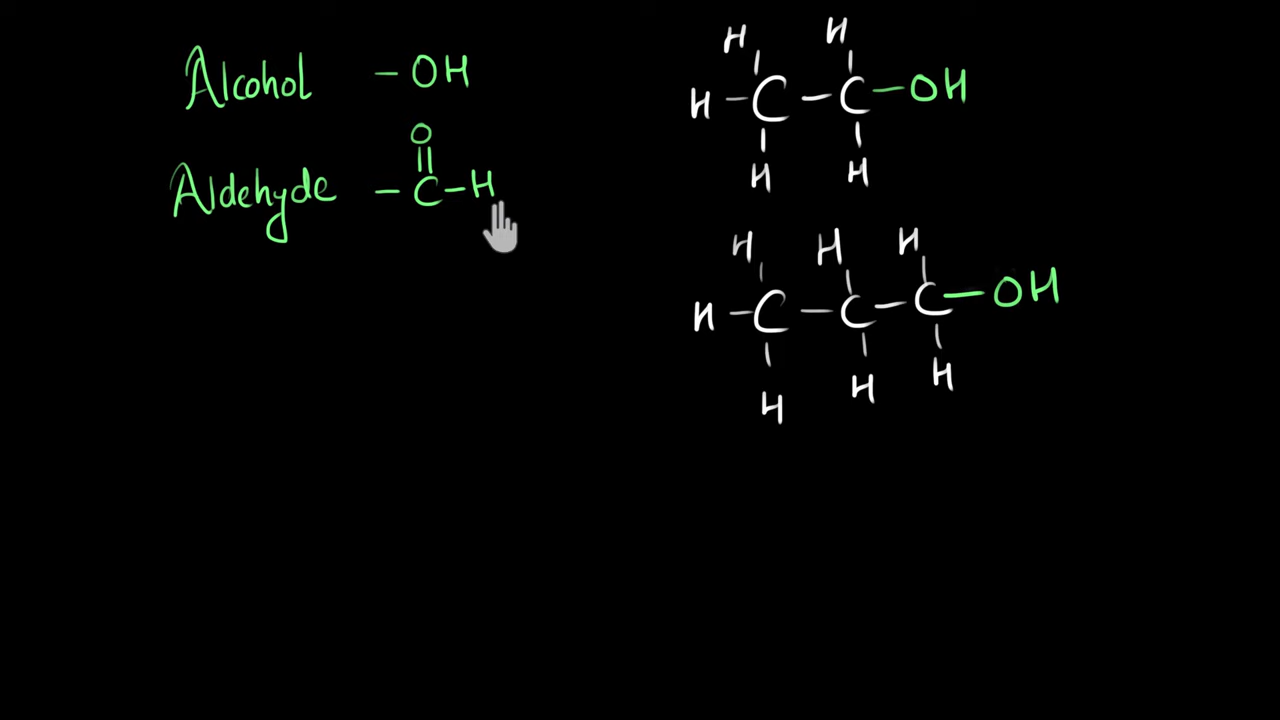 Alcohol – OH
O
||
Aldehyde – C – H
H H
| |
H – C – C – OH
| |
H H
H H H
| | |
H – C – C – C – OH
| | |
H H H